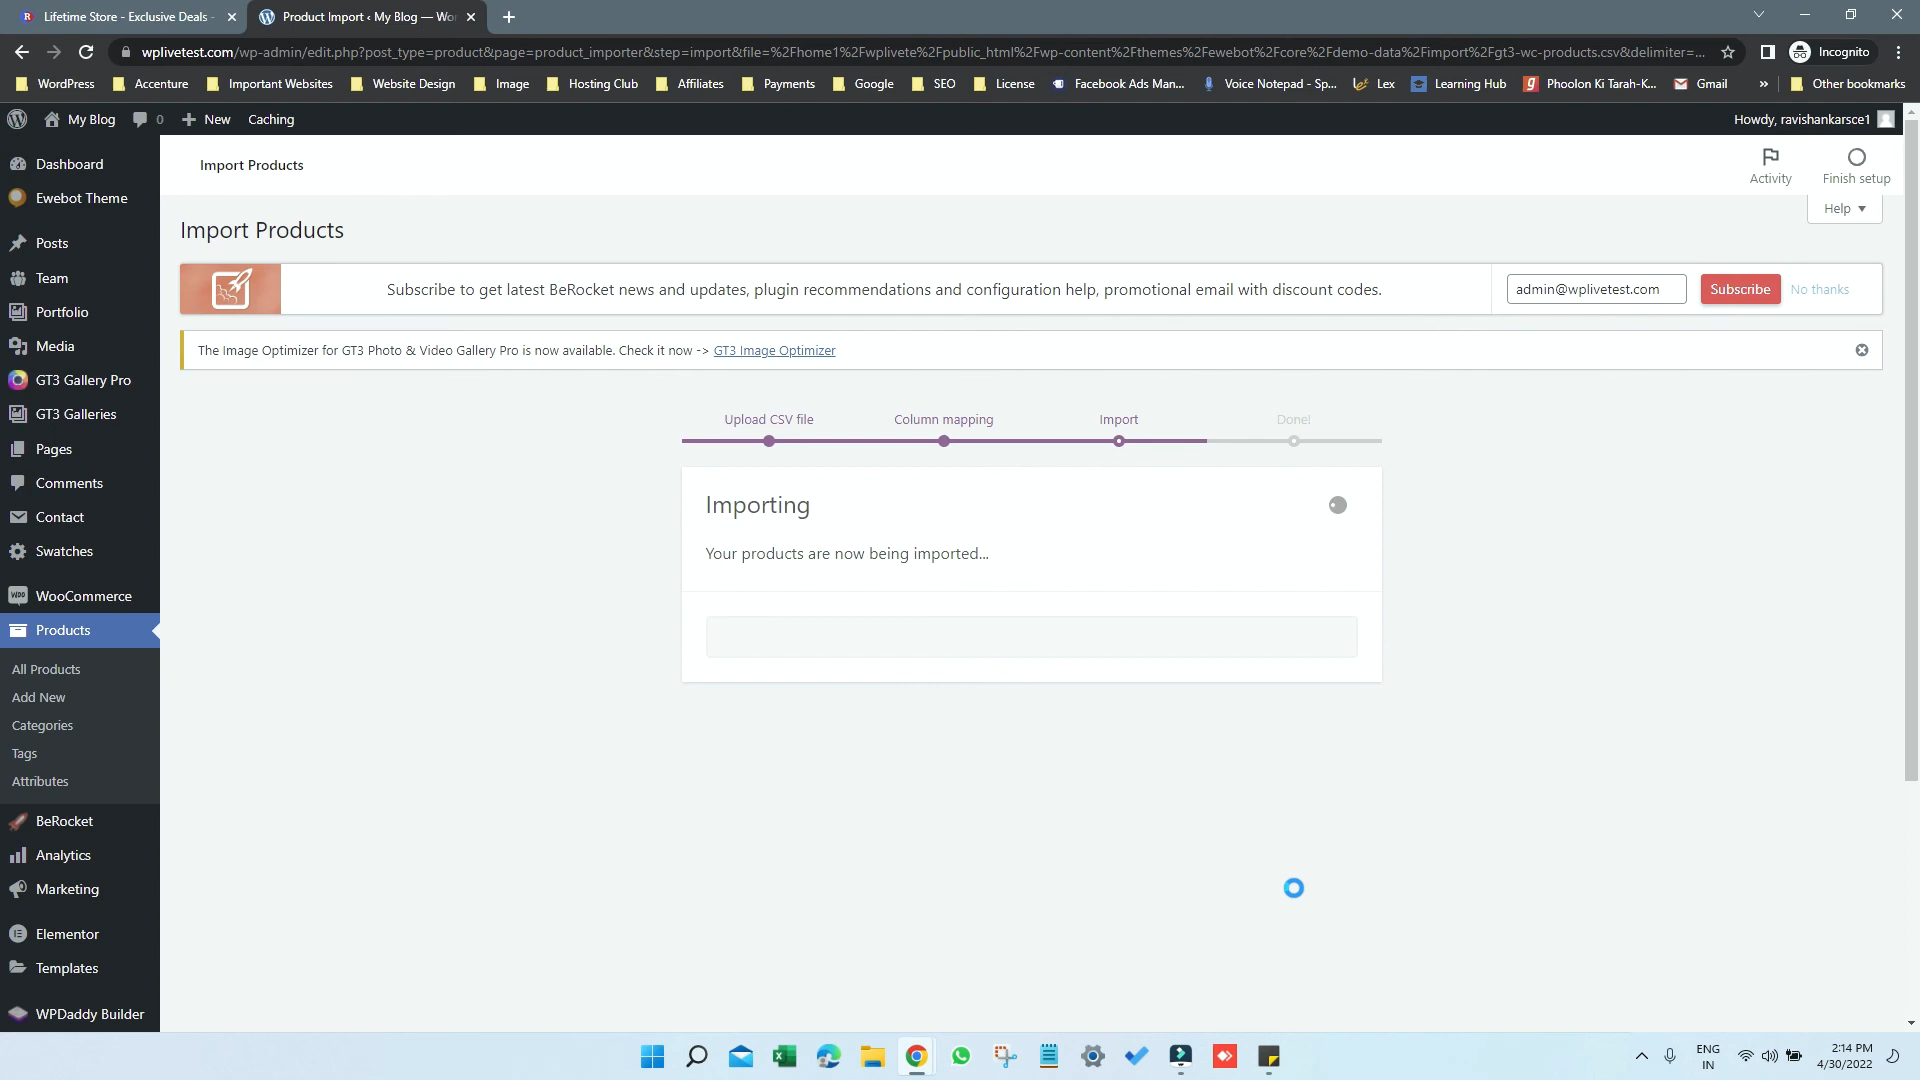 Lifetime Store - Exclusive Deals -
Product Import ‹ My Blog — Wor
wplivetest.com/wp-admin/edit.php?post_type=product&page=product_importer&step=import&file=%2Fhome1%2Fwplivete%2Fpublic_html%2Fwp-content%2Fthemes%2Fewebot%2Fcore%2Fdemo-data%2Fimport%2Fgt3-wc-products.csv&delimiter=...
Incognito
WordPress
Accenture
Important Websites
Website Design
Image
Hosting Club
Affiliates
Payments
Google
SEO
License
Facebook Ads Man...
Voice Notepad - Sp...
Lex
Learning Hub
Phoolon Ki Tarah-K...
Gmail
»
Other bookmarks
My Blog
0
New
Caching
Howdy, ravishankarsce1
Dashboard
Ewebot Theme
Posts
Team
Portfolio
Media
GT3 Gallery Pro
GT3 Galleries
Pages
Comments
Contact
Swatches
WooCommerce
Products
All Products
Add New
Categories
Tags
Attributes
BeRocket
Analytics
Marketing
Elementor
Templates
WPDaddy Builder
Import Products
Activity
Finish setup
Help
Import Products
Subscribe to get latest BeRocket news and updates, plugin recommendations and configuration help, promotional email with discount codes.
admin@wplivetest.com
Subscribe
No thanks
The Image Optimizer for GT3 Photo & Video Gallery Pro is now available. Check it now -> GT3 Image Optimizer
Upload CSV file
Column mapping
Import
Done!
Importing
Your products are now being imported...
ENG
IN
2:14 PM
4/30/2022